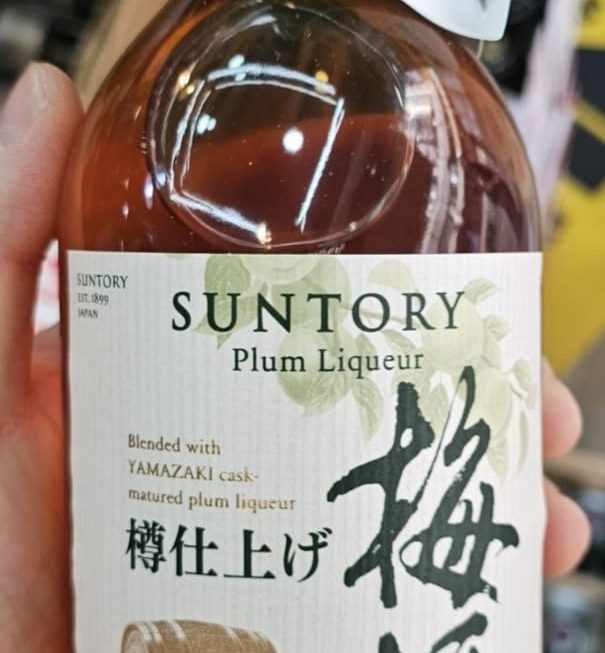 SUNTORY
EST. 1899
JAPAN
SUNTORY
Plum Liqueur
Blended with
YAMAZAKI cask-
matured plum liqueur
樽仕上げ
梅